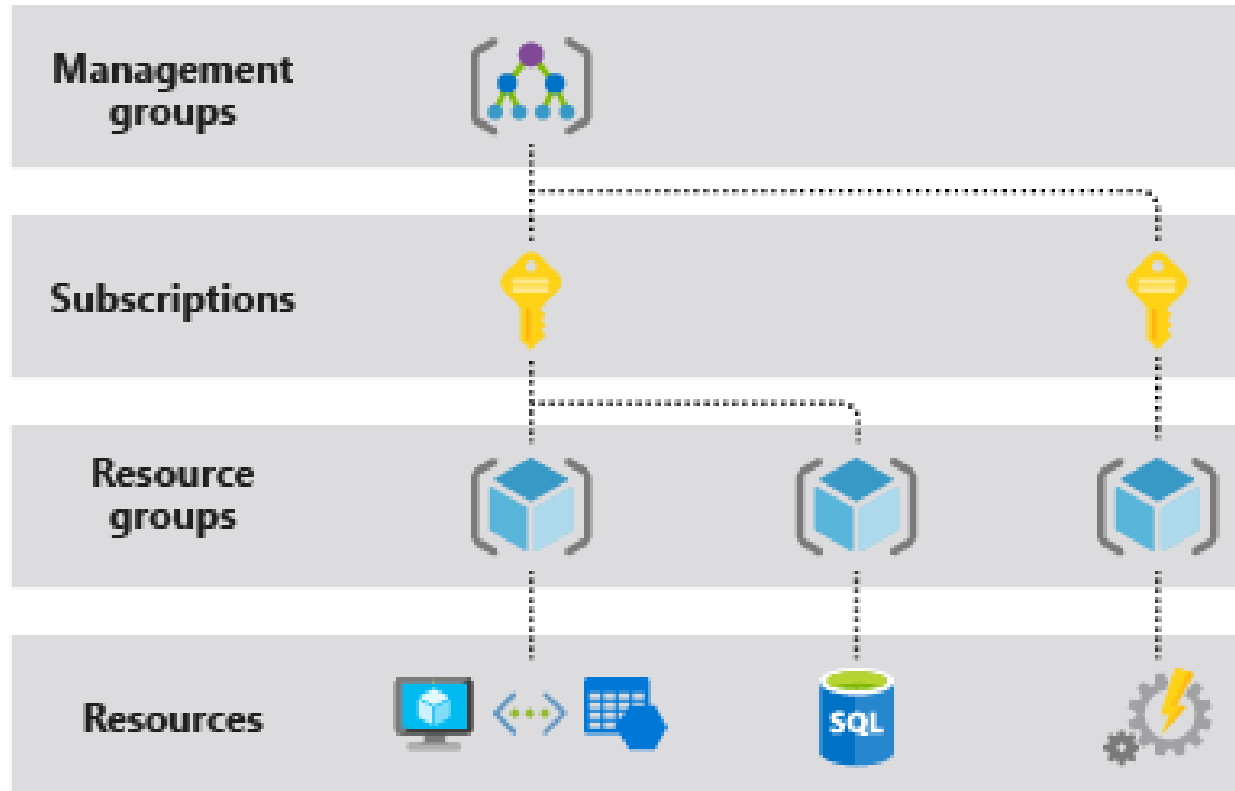 Management
groups
Subscriptions
Resource
groups
Resources
SQL